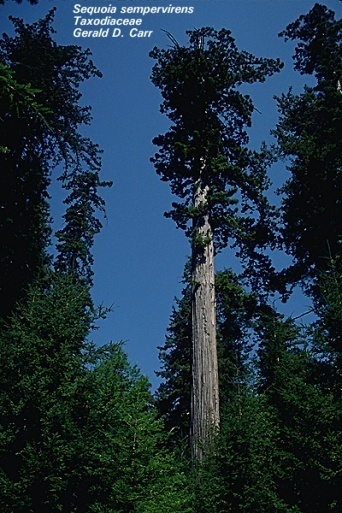 Sequoia sempervirens
Taxodiaceae
Gerald D. Carr